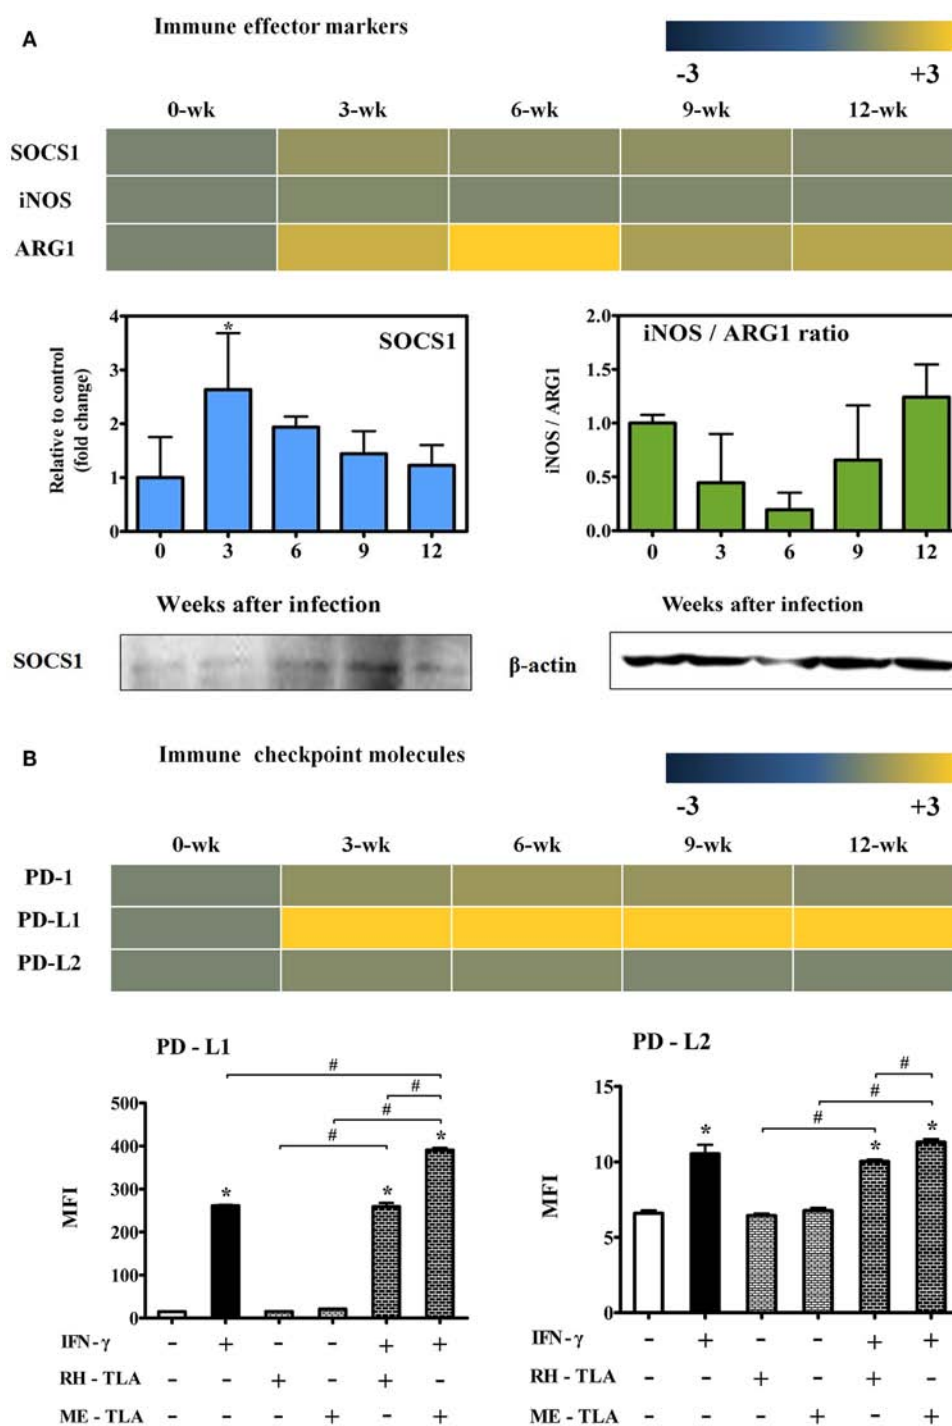 A
Immune effector markers
-3 +3
0-wk 3-wk 6-wk 9-wk 12-wk
SOCS1
iNOS
ARG1
4
3
2
1
0
Relative to control
(fold change)
*
SOCS1
0 3 6 9 12
Weeks after infection
2.0
1.5
1.0
0.5
0.0
iNOS / ARG1
iNOS / ARG1 ratio
0 3 6 9 12
Weeks after infection
SOCS1
β-actin
B
Immune checkpoint molecules
-3 +3
0-wk 3-wk 6-wk 9-wk 12-wk
PD-1
PD-L1
PD-L2
PD - L1
#
#
#
#
500
400
300
200
100
0
MFI
* * *
IFN-γ - + - - + +
RH - TLA - - + - + -
ME - TLA - - - + - +
PD - L2
#
#
#
15
10
5
0
MFI
* * *
IFN-γ - + - - + +
RH - TLA - - + - + -
ME - TLA - - - + - +